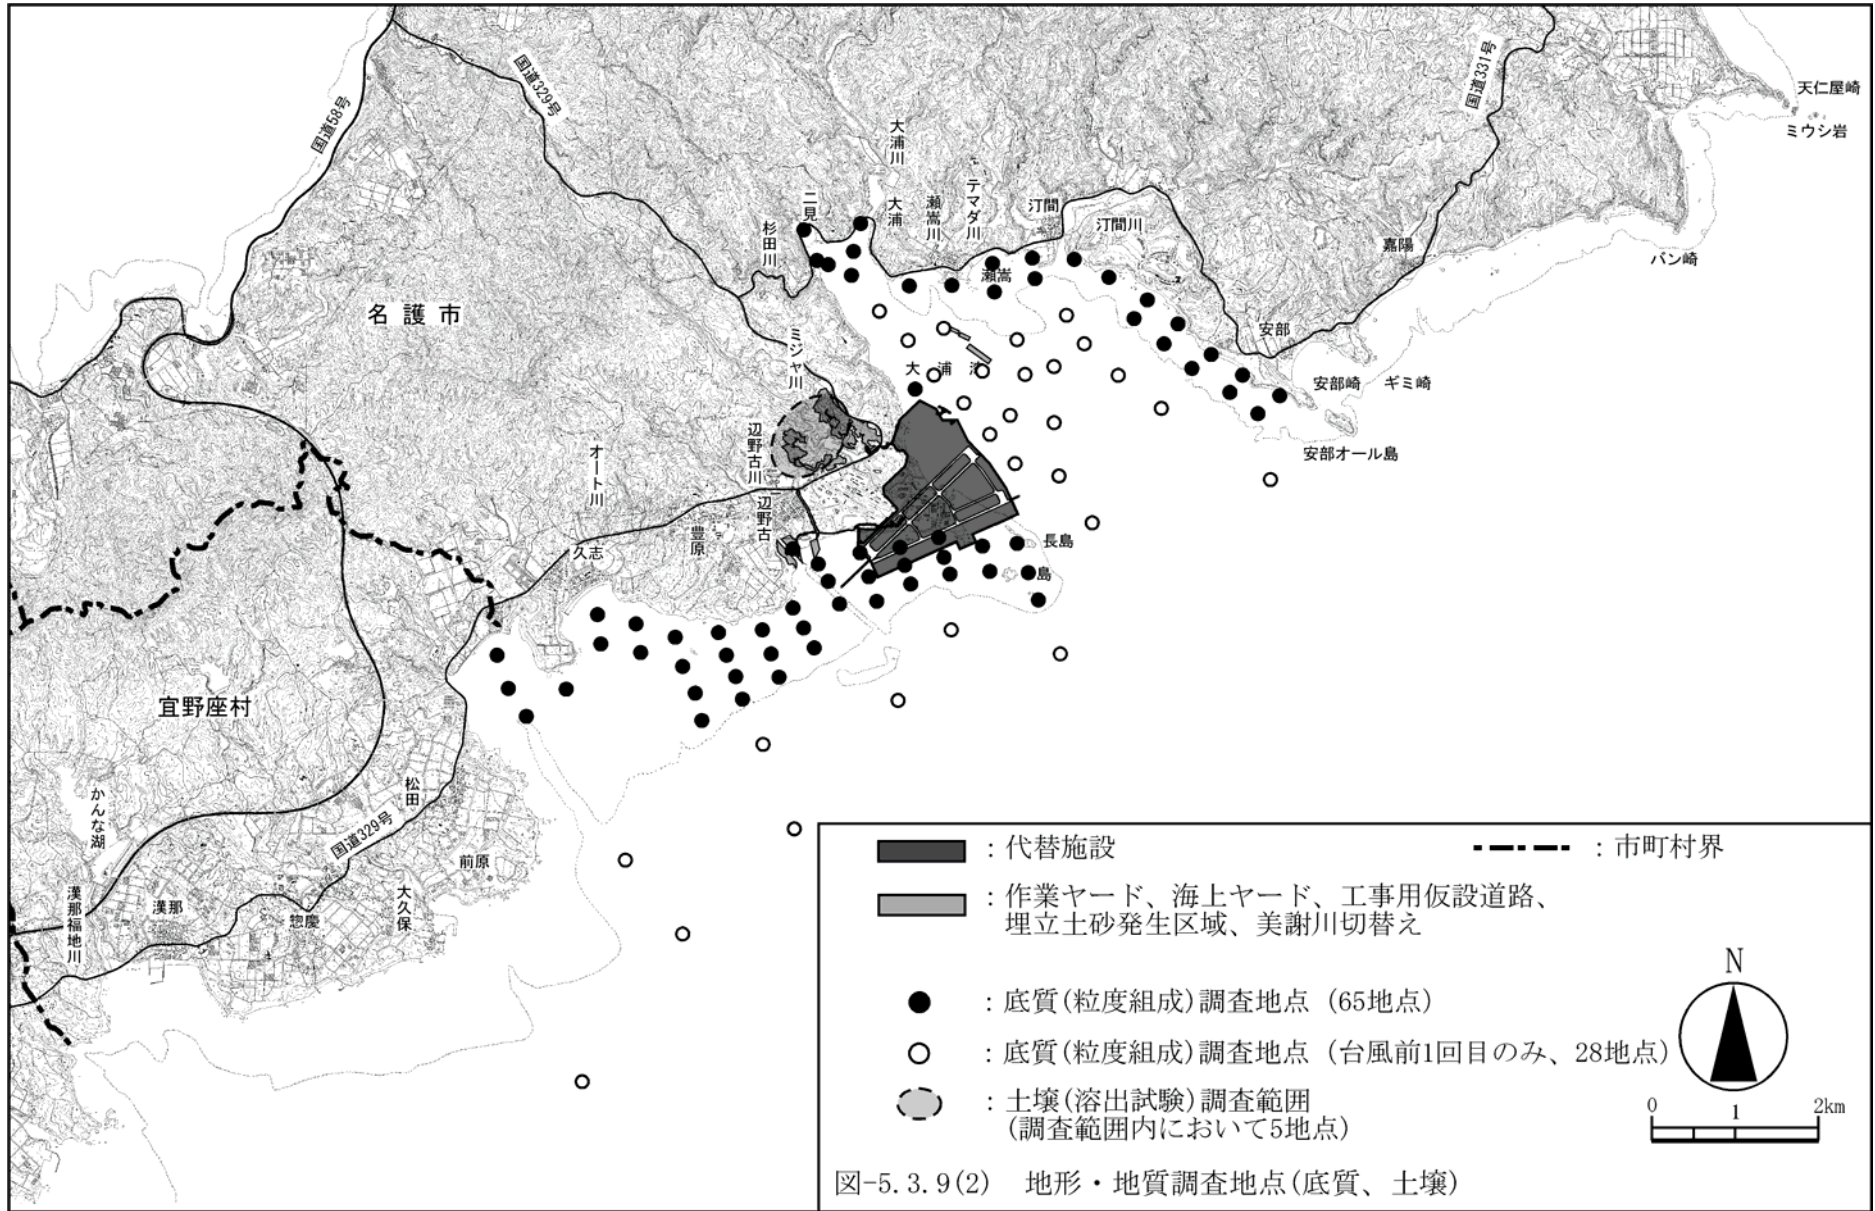 国道58号
国道329号
国道331号
天仁屋崎
ミウシ岩
大浦川
テマダ川
二見
大浦
瀬嵩川
汀間
汀間川
杉田川
嘉陽
バン崎
瀬嵩
名護市
安部
ミジャ川
大浦湾
安部崎
ギミ崎
辺野古川
オート川
安部オール島
辺野古
豊原
久志
長島
島
宜野座村
かんな湖
松田
国道329号
前原
大久保
漢那福地川
漢那
惣慶
：代替施設
：市町村界
：作業ヤード、海上ヤード、工事用仮設道路、
埋立土砂発生区域、美謝川切替え
：底質(粒度組成)調査地点 (65地点)
：底質(粒度組成)調査地点 (台風前1回目のみ、28地点)
：土壌(溶出試験)調査範囲
(調査範囲内において5地点)
N
0 1 2km
図-5.3.9(2) 地形・地質調査地点(底質、土壌)